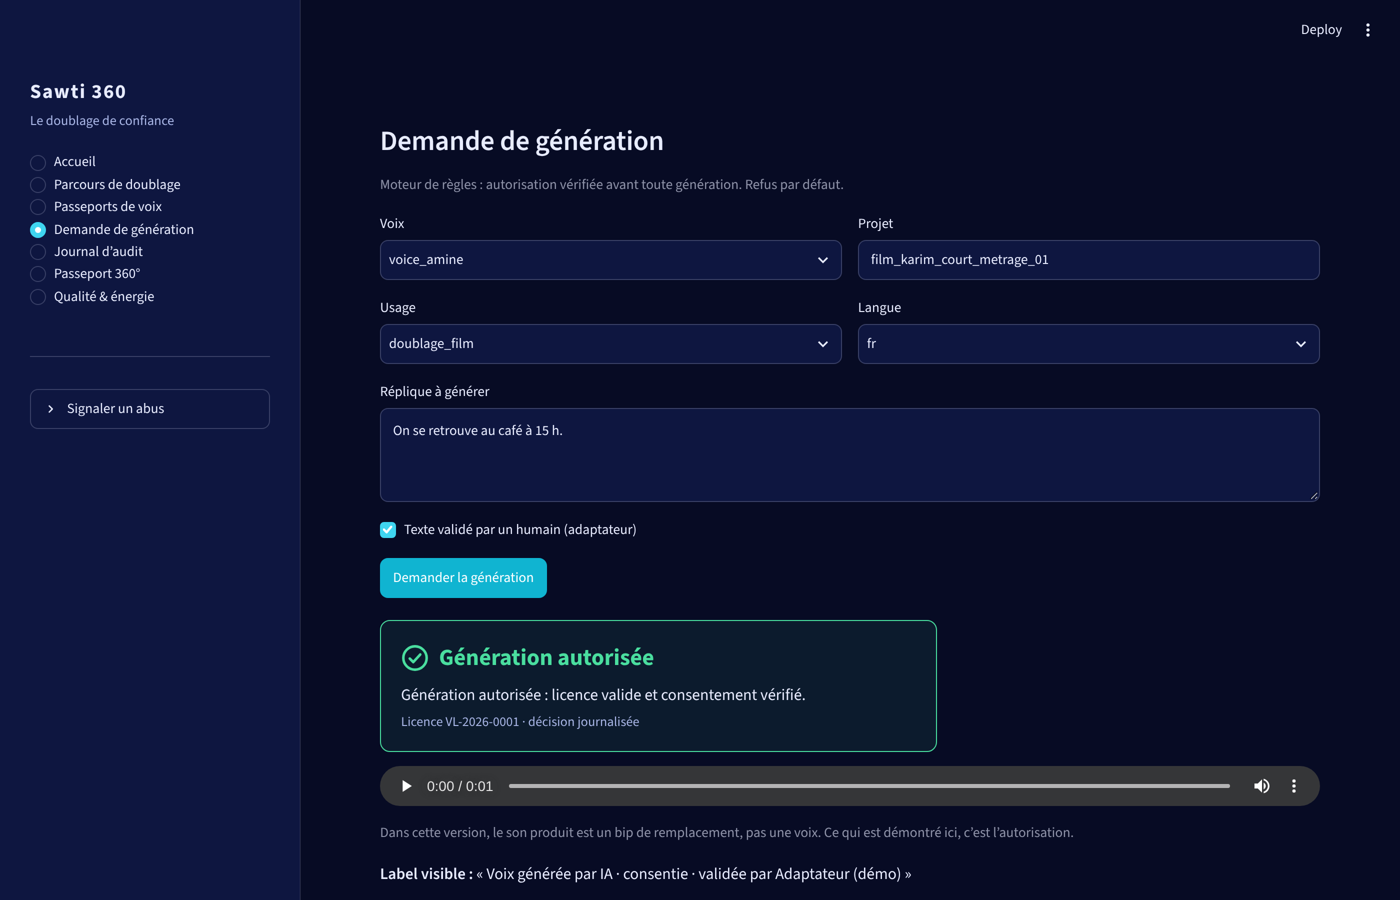 Deploy
Sawti 360
Le doublage de confiance
Accueil
Parcours de doublage
Passeports de voix
Demande de génération
Journal d’audit
Passeport 360°
Qualité & énergie
Signaler un abus
Demande de génération
Moteur de règles : autorisation vérifiée avant toute génération. Refus par défaut.
Voix
Projet
voice_amine
film_karim_court_metrage_01
Usage
Langue
doublage_film
fr
Réplique à générer
On se retrouve au café à 15 h.
Texte validé par un humain (adaptateur)
Demander la génération
Génération autorisée
Génération autorisée : licence valide et consentement vérifié.
Licence VL-2026-0001 · décision journalisée
0:00 / 0:01
Dans cette version, le son produit est un bip de remplacement, pas une voix. Ce qui est démontré ici, c’est l’autorisation.
Label visible : « Voix générée par IA · consentie · validée par Adaptateur (démo) »